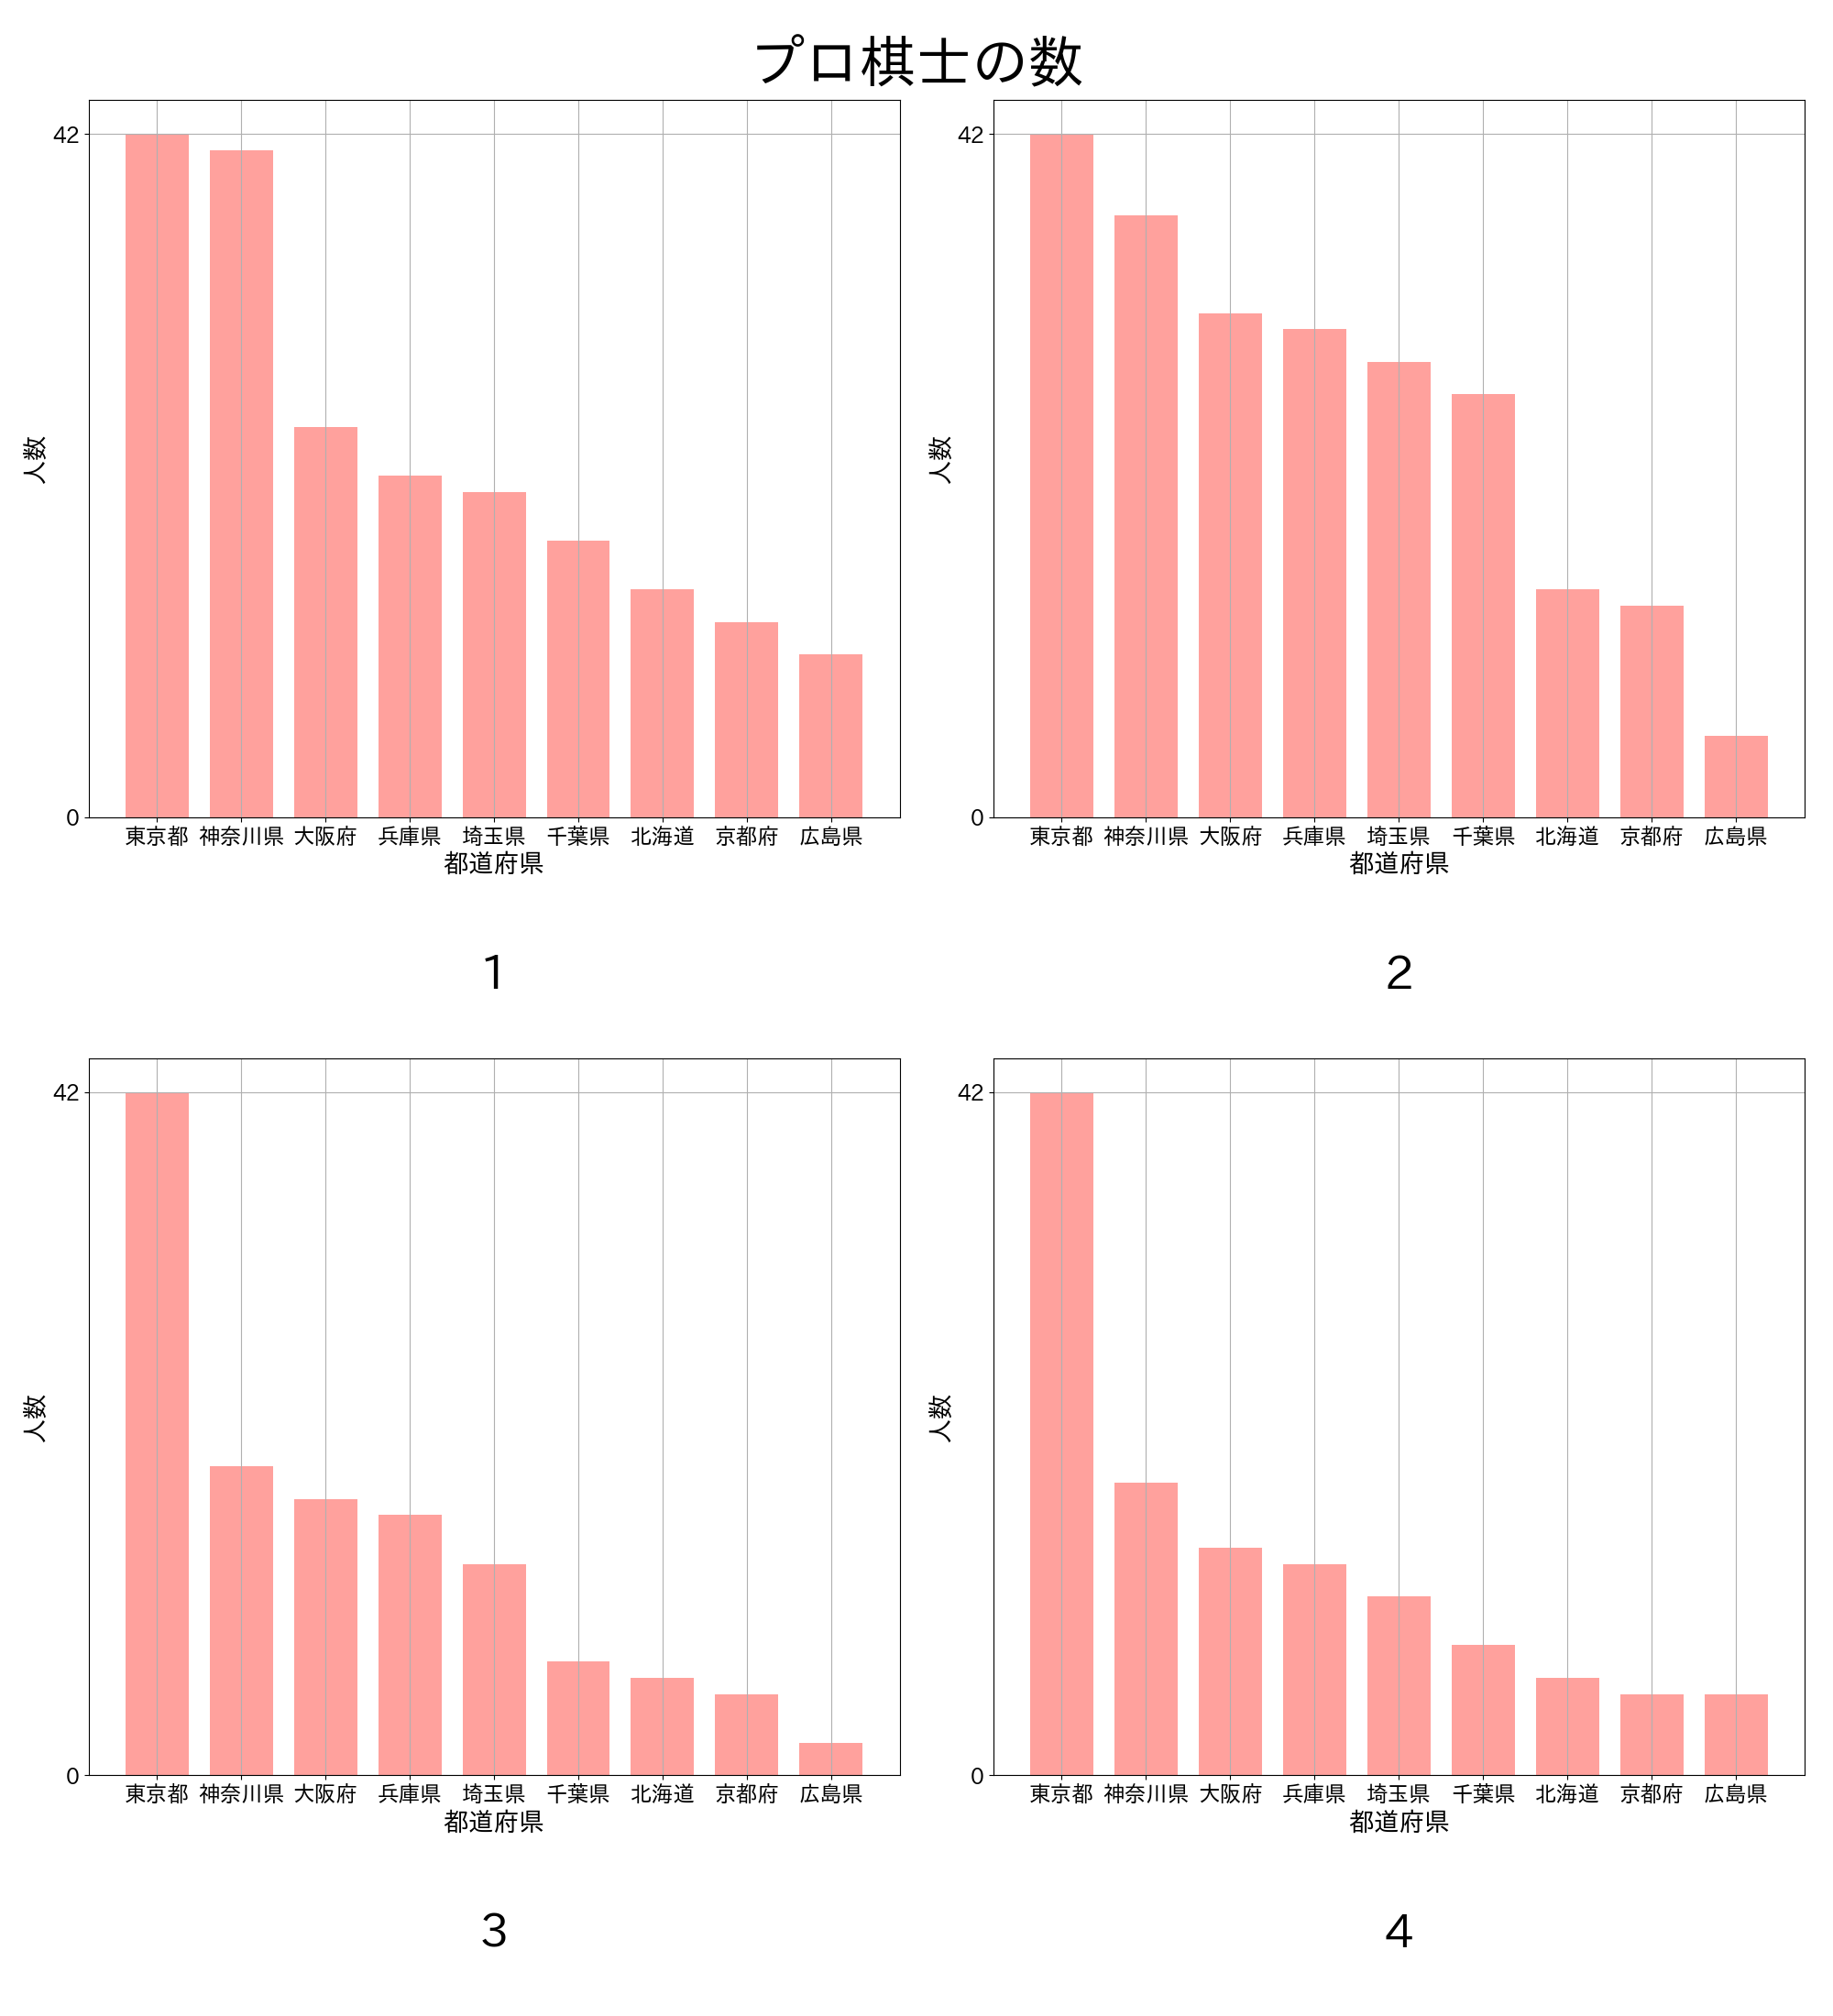 プロ棋士の数
42
人数
0
東京都 神奈川県 大阪府 兵庫県 埼玉県 千葉県 北海道 京都府 広島県
都道府県
1
42
人数
0
東京都 神奈川県 大阪府 兵庫県 埼玉県 千葉県 北海道 京都府 広島県
都道府県
2
42
人数
0
東京都 神奈川県 大阪府 兵庫県 埼玉県 千葉県 北海道 京都府 広島県
都道府県
3
42
人数
0
東京都 神奈川県 大阪府 兵庫県 埼玉県 千葉県 北海道 京都府 広島県
都道府県
4